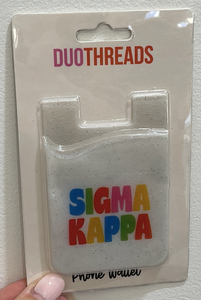 DUOTHREADS
SIGMA
KAPPA
Phone Wallet